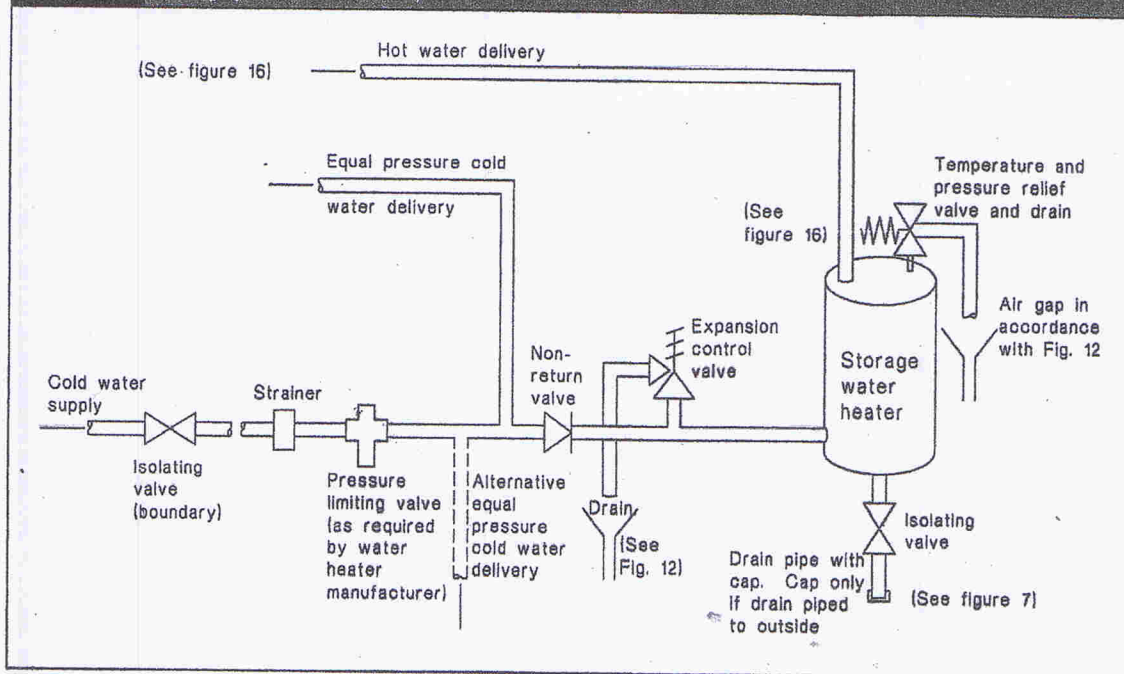 Hot water delivery
(See figure 16)
Equal pressure cold
water delivery
Temperature and
pressure relief
valve and drain
(See
figure 16)
Air gap in
accordance
with Fig. 12
Expansion
control
valve
Non-
return
valve
Storage
water
heater
Cold water
supply
Strainer
Isolating
valve
(boundary)
Pressure
limiting valve
(as required
by water
heater
manufacturer)
Alternative
equal
pressure
cold water
delivery
Drain
(See
Fig. 12)
Isolating
valve
Drain pipe with
cap. Cap only
if drain piped
to outside
(See figure 7)